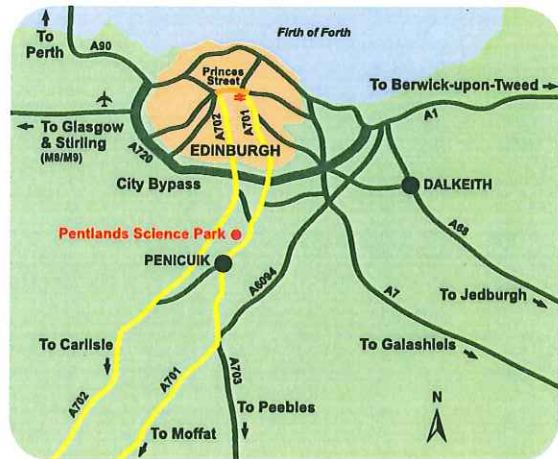 To
Perth
A90
Firth of Forth
Princes
Street
To Berwick-upon-Tweed
A1
To Glasgow
& Stirling
(M8/M9)
A720
A702
A701
EDINBURGH
City Bypass
DALKEITH
A68
Pentlands Science Park
PENICUIK
A6094
A7
To Jedburgh
To Carlisle
To Galashiels
A702
A701
A703
To Peebles
To Moffat
N